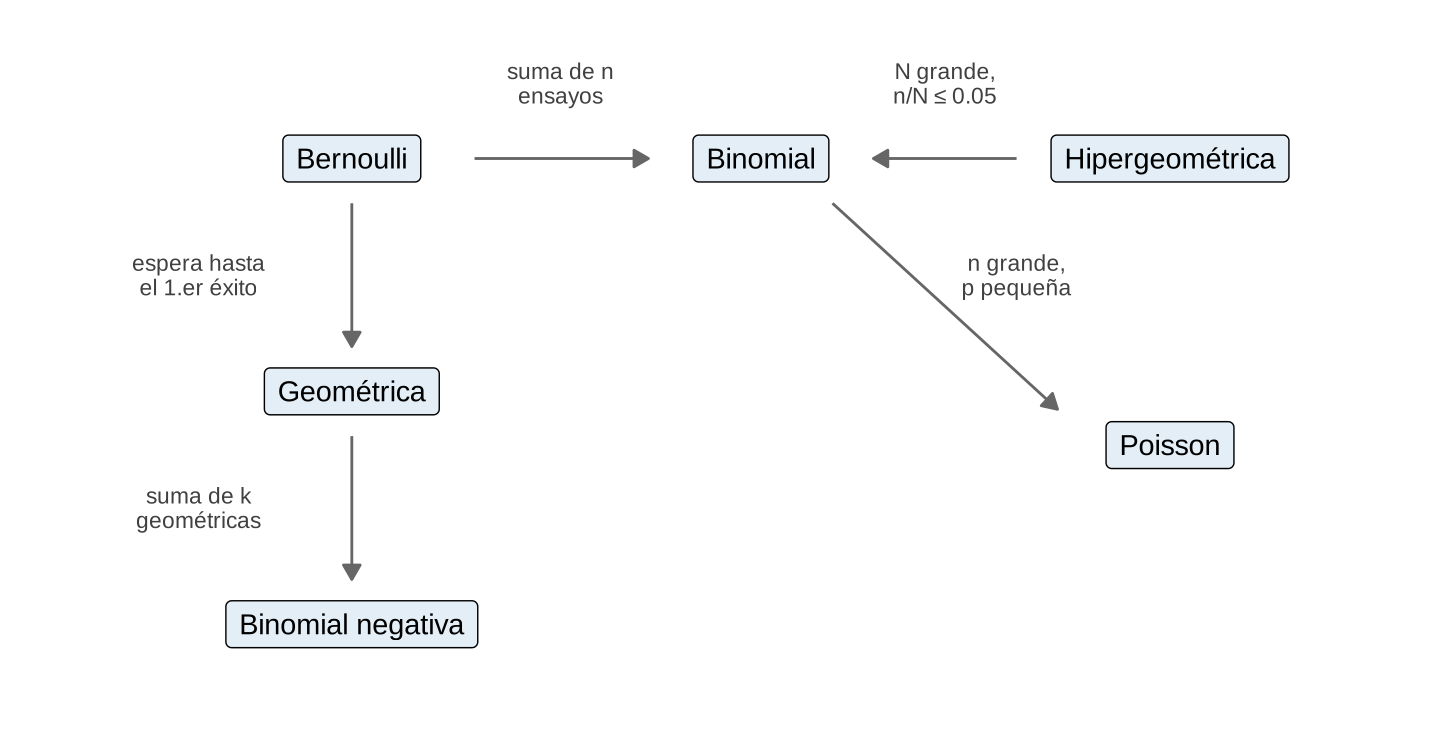 suma de n
ensayos
N grande,
n/N ≤ 0.05
Bernoulli
Binomial
Hipergeométrica
espera hasta
el 1.er éxito
n grande,
p pequeña
Geométrica
Poisson
suma de k
geométricas
Binomial negativa